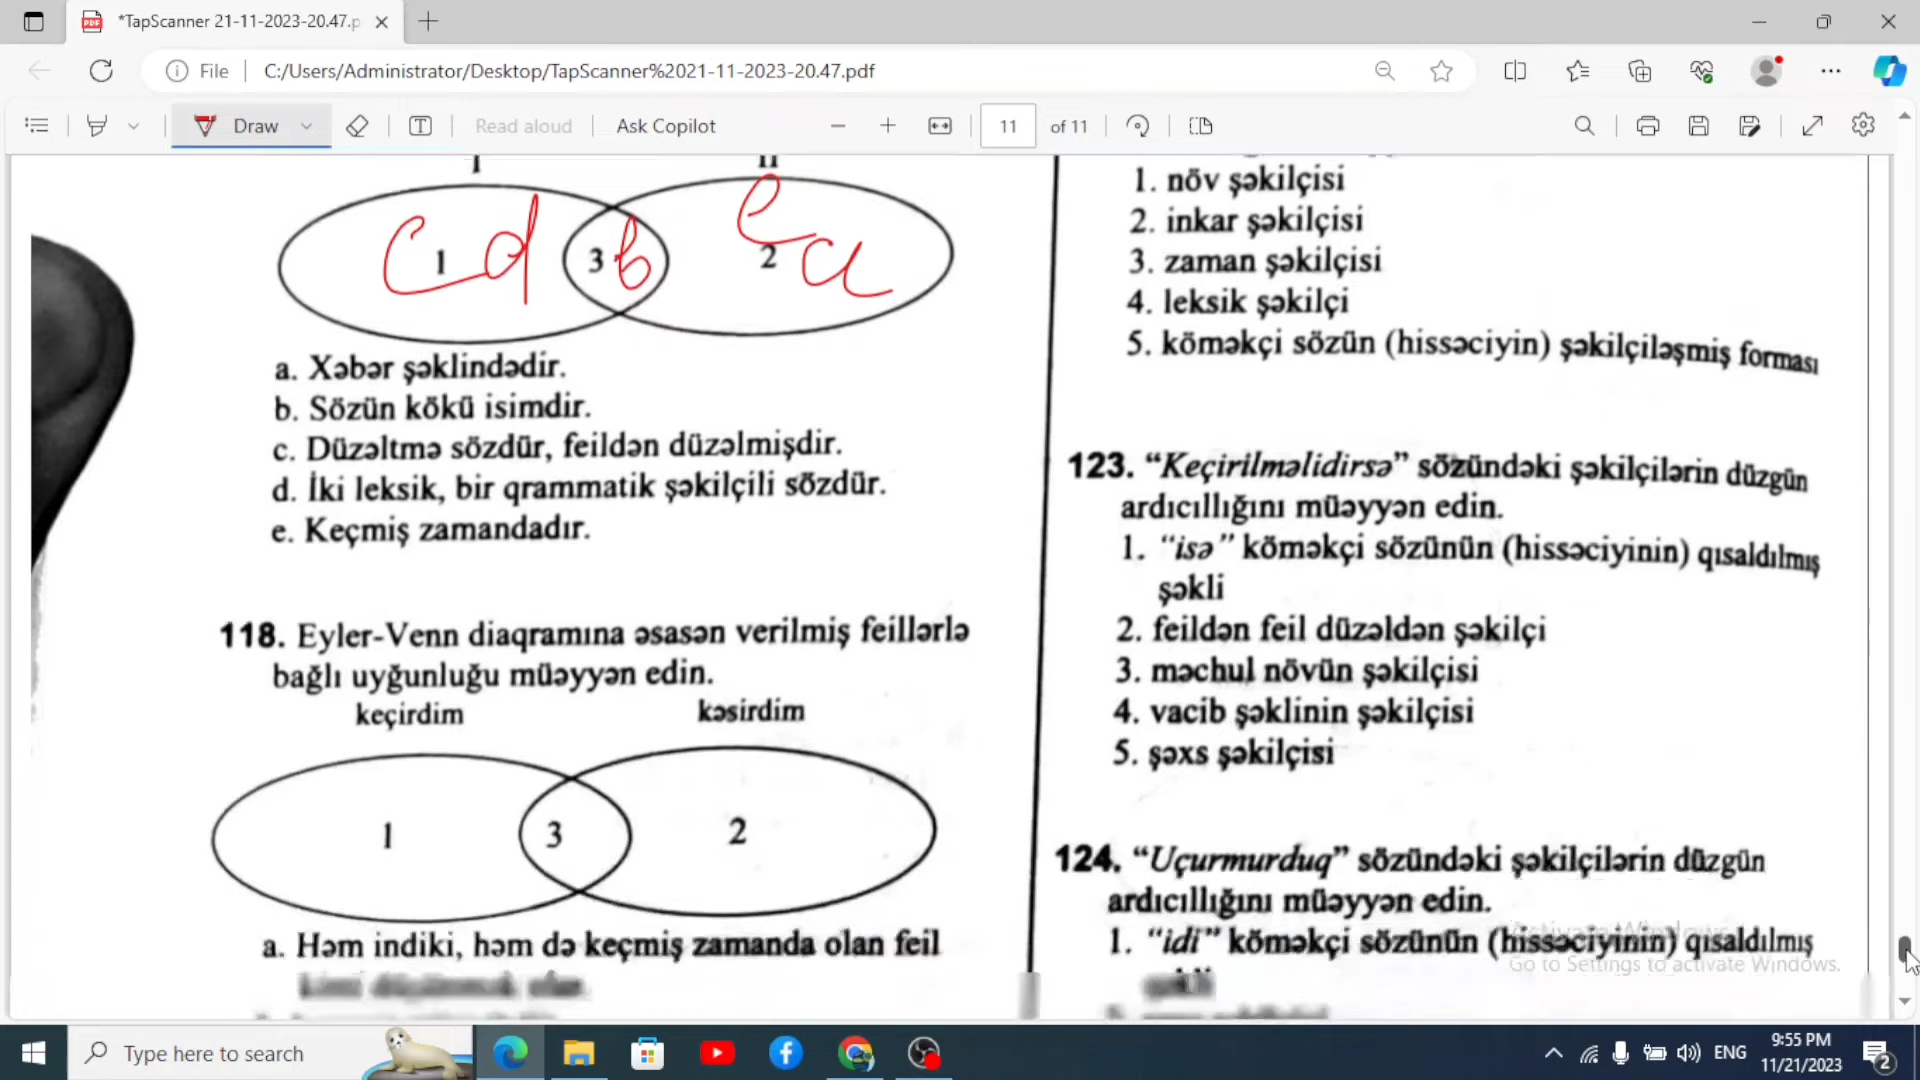 *TapScanner 21-11-2023-20.47.p
File
C:/Users/Administrator/Desktop/TapScanner%2021-11-2023-20.47.pdf
Draw
Read aloud
Ask Copilot
11
of 11
I
II
1
3
2
c d b e a
a. Xəbər şəklindədir.
b. Sözün kökü isimdir.
c. Düzəltmə sözdür, feildən düzəlmişdir.
d. İki leksik, bir qrammatik şəkilçili sözdür.
e. Keçmiş zamandadır.
118. Eyler-Venn diaqramına əsasən verilmiş feillərlə
bağlı uyğunluğu müəyyən edin.
keçirdim
kəsirdim
1
3
2
a. Həm indiki, həm də keçmiş zamanda olan feil
1. növ şəkilçisi
2. inkar şəkilçisi
3. zaman şəkilçisi
4. leksik şəkilçi
5. köməkçi sözün (hissəciyin) şəkilçiləşmiş forması
123. “Keçirilməlidirsə” sözündəki şəkilçilərin düzgün
ardıcıllığını müəyyən edin.
1. “isə” köməkçi sözünün (hissəciyinin) qısaldılmış
şəkli
2. feildən feil düzəldən şəkilçi
3. məchul növün şəkilçisi
4. vacib şəklinin şəkilçisi
5. şəxs şəkilçisi
124. “Uçurmurduq” sözündəki şəkilçilərin düzgün
ardıcıllığını müəyyən edin.
1. “idi” köməkçi sözünün (hissəciyinin) qısaldılmış
Activate Windows
Go to Settings to activate Windows.
Type here to search
ENG
9:55 PM
11/21/2023
2